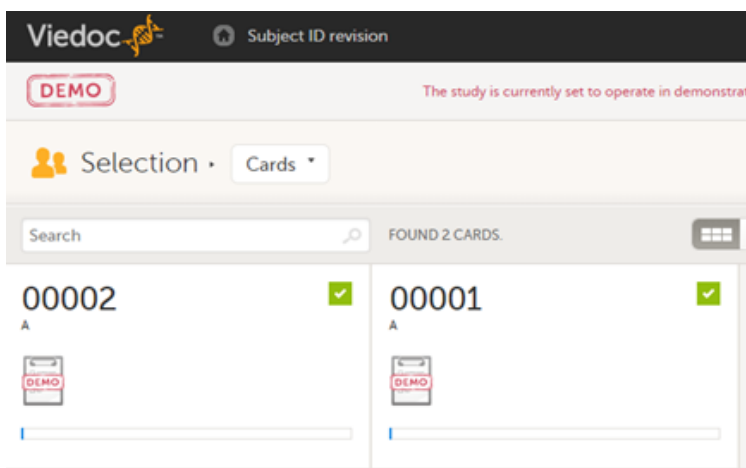 Viedoc
Subject ID revision
DEMO
The study is currently set to operate in demonstrat
Selection
Cards
Search
FOUND 2 CARDS.
00002
A
DEMO
00001
A
DEMO